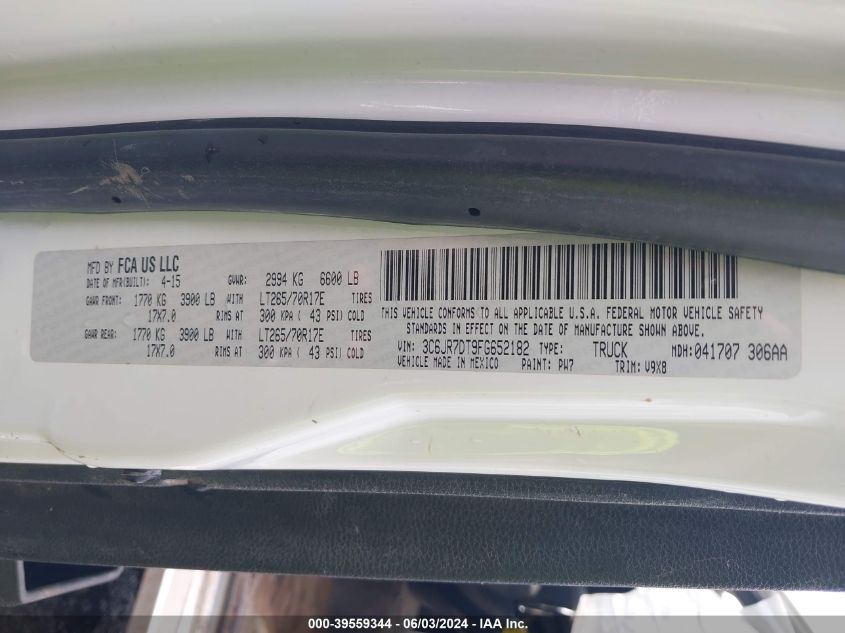 MFD BY FCA US LLC
DATE OF MFR(BUILT): 4-15 GVWR: 2994 KG 6600 LB
GAWR FRONT: 1770 KG 3900 LB WITH LT265/70R17E TIRES
17X7.0 RIMS AT 300 KPA ( 43 PSI) COLD
GAWR REAR: 1770 KG 3900 LB WITH LT265/70R17E TIRES
17X7.0 RIMS AT 300 KPA ( 43 PSI) COLD
THIS VEHICLE CONFORMS TO ALL APPLICABLE U.S.A. FEDERAL MOTOR VEHICLE SAFETY
STANDARDS IN EFFECT ON THE DATE OF MANUFACTURE SHOWN ABOVE.
VIN: 3C6JR7DT9FG652182 TYPE: TRUCK MDH:041707 306AA
VEHICLE MADE IN MEXICO PAINT: PW7 TRIM: V9X8
000-39559344 - 06/03/2024 - IAA Inc.